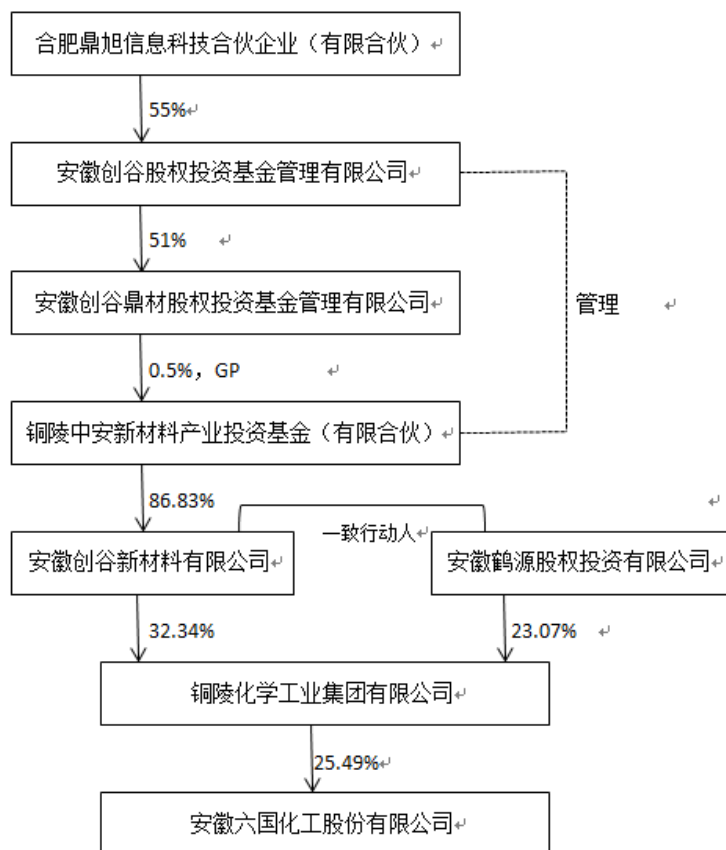 合肥鼎旭信息科技合伙企业（有限合伙）
55%
安徽创谷股权投资基金管理有限公司
51%
安徽创谷鼎材股权投资基金管理有限公司
管理
0.5%，GP
铜陵中安新材料产业投资基金（有限合伙）
86.83%
一致行动人
安徽创谷新材料有限公司
安徽鹤源股权投资有限公司
32.34%
23.07%
铜陵化学工业集团有限公司
25.49%
安徽六国化工股份有限公司